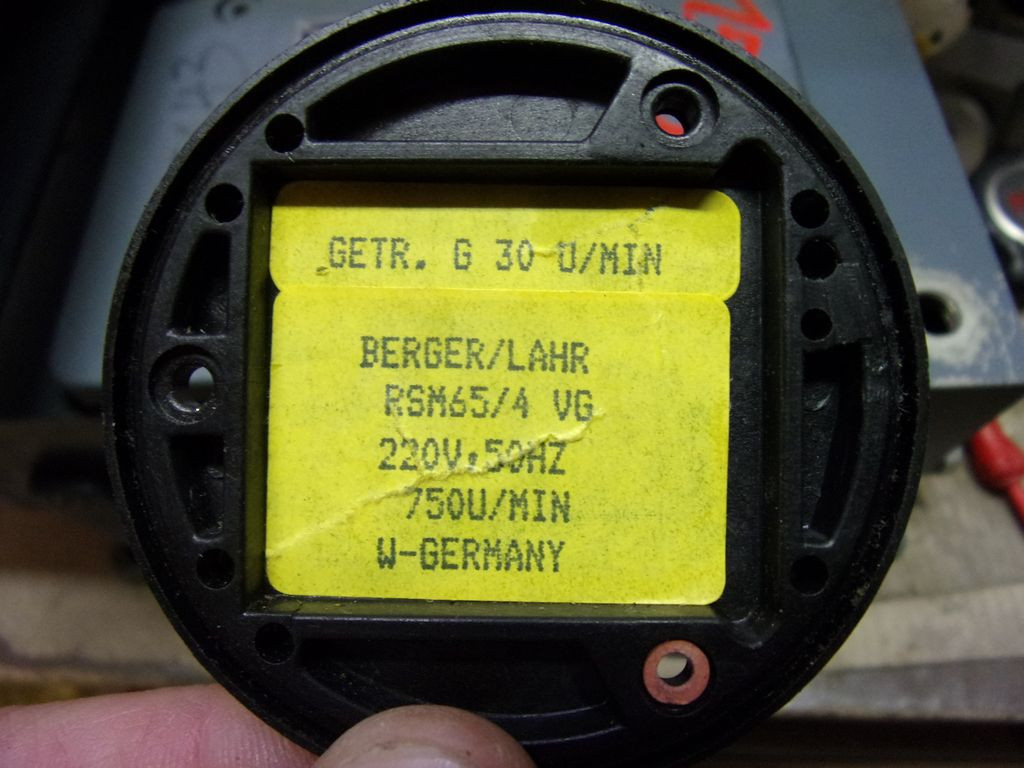 GETR. G 30 U/MIN
BERGER/LAHR
RSM65/4 VG
220V.50HZ
750U/MIN
W-GERMANY